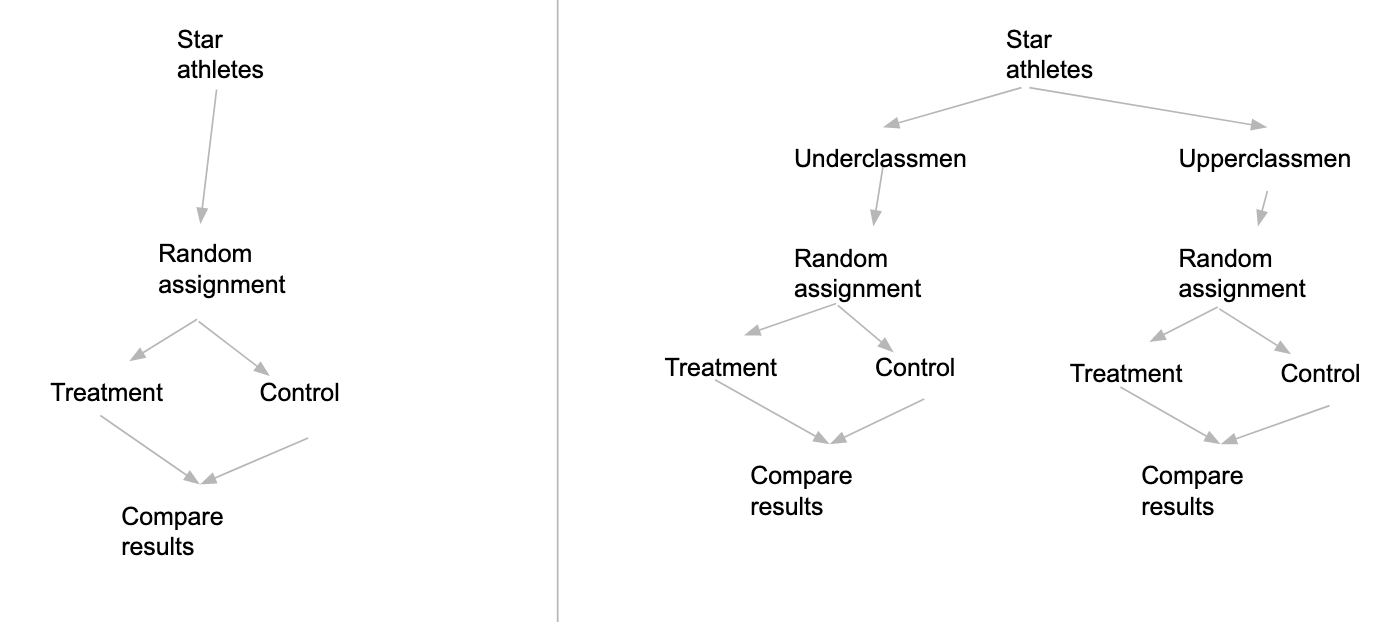 Star
athletes
Random
assignment
Treatment
Control
Compare
results
Star
athletes
Underclassmen
Upperclassmen
Random
assignment
Random
assignment
Treatment
Control
Treatment
Control
Compare
results
Compare
results